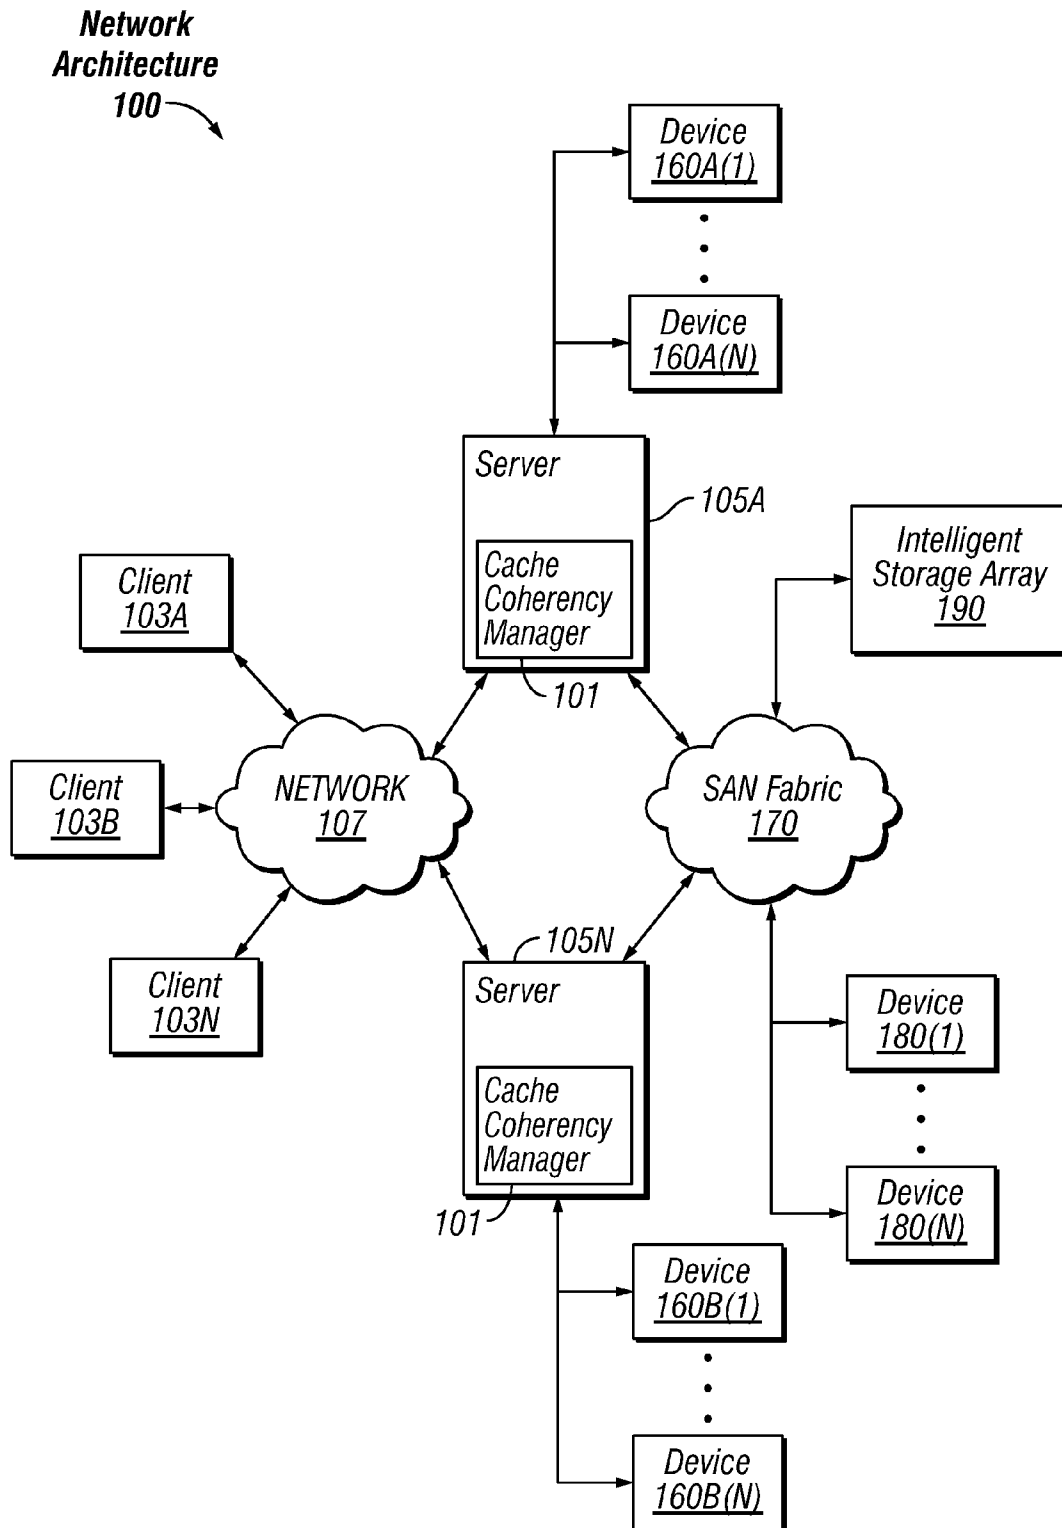 Network
Architecture
100
Device
160A(1)
Device
160A(N)
Server
105A
Cache
Coherency
Manager
101
Intelligent
Storage Array
190
Client
103A
Client
103B
Client
103N
NETWORK
107
SAN Fabric
170
105N
Server
Cache
Coherency
Manager
101
Device
180(1)
Device
180(N)
Device
160B(1)
Device
160B(N)